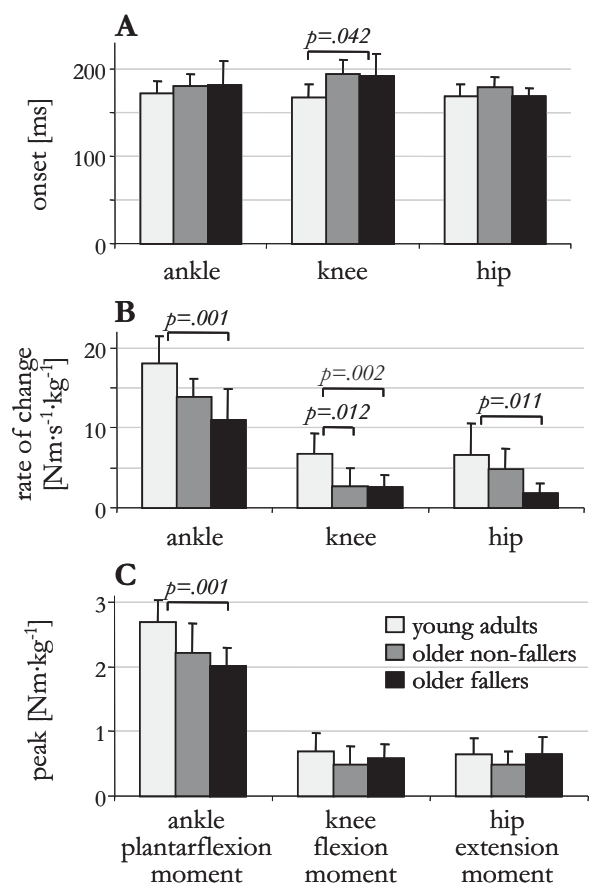 A
p=.042
200
100
0
onset [ms]
ankle knee hip
B
p=.001
p=.002
p=.012
p=.011
20
10
0
rate of change
[Nm·s⁻¹·kg⁻¹]
ankle knee hip
C
p=.001
3
2
1
0
peak [Nm·kg⁻¹]
young adults
older non-fallers
older fallers
ankle knee hip
plantarflexion flexion extension
moment moment moment